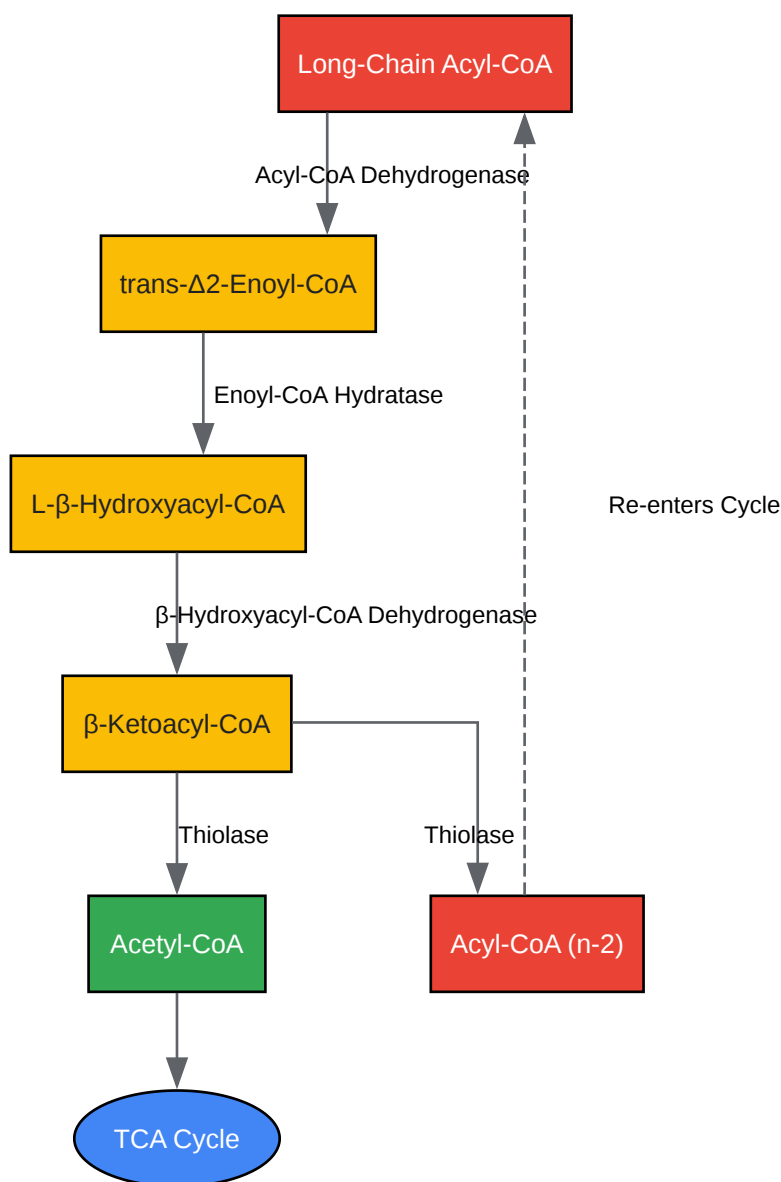 Long-Chain Acyl-CoA
Acyl-CoA Dehydrogenase
trans-Δ2-Enoyl-CoA
Enoyl-CoA Hydratase
L-β-Hydroxyacyl-CoA
Re-enters Cycle
β-Hydroxyacyl-CoA Dehydrogenase
β-Ketoacyl-CoA
Thiolase
Thiolase
Acetyl-CoA
Acyl-CoA (n-2)
TCA Cycle